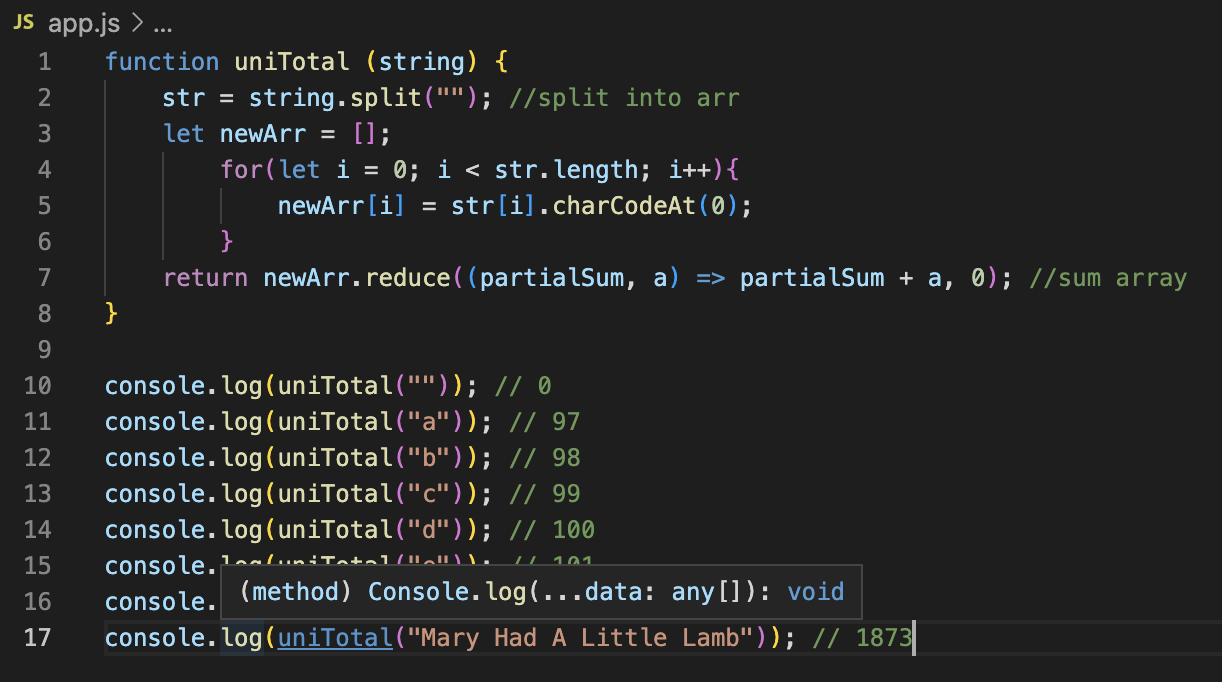 JS app.js > ...
1 function uniTotal (string) {
2 str = string.split(""); //split into arr
3 let newArr = [];
4 for(let i = 0; i < str.length; i++){
5 newArr[i] = str[i].charCodeAt(0);
6 }
7 return newArr.reduce((partialSum, a) => partialSum + a, 0); //sum array
8 }
9
10 console.log(uniTotal("")); // 0
11 console.log(uniTotal("a")); // 97
12 console.log(uniTotal("b")); // 98
13 console.log(uniTotal("c")); // 99
14 console.log(uniTotal("d")); // 100
15 console.log(uniTotal("e")); // 101
(method) Console.log(...data: any[]): void
16 console.
17 console.log(uniTotal("Mary Had A Little Lamb")); // 1873